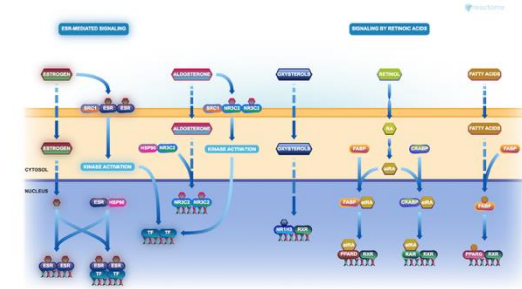 reactome
ESR-MEDIATED SIGNALING
SIGNALING BY RETINOIC ACIDS
ESTROGEN
ALDOSTERONE
OXYSTEROLS
RETINOL
FATTY ACIDS
SRC1 ESR ESR
SRC1 NR3C2 NR3C2
ESTROGEN
ALDOSTERONE
OXYSTEROLS
RA
FATTY ACIDS
HSP90 NR3C2
KINASE ACTIVATION
FABP
CRABP
FABP
KINASE ACTIVATION
atRA
CYTOSOL
NUCLEUS
ESR HSP90
NR3C2 NR3C2
FABP atRA
CRABP atRA
FABP
TF TF
NR1H3 RXR
atRA
atRA
ESR ESR
ESR ESR
TF TF
PPARD RXR
RAR RXR
PPARG RXR